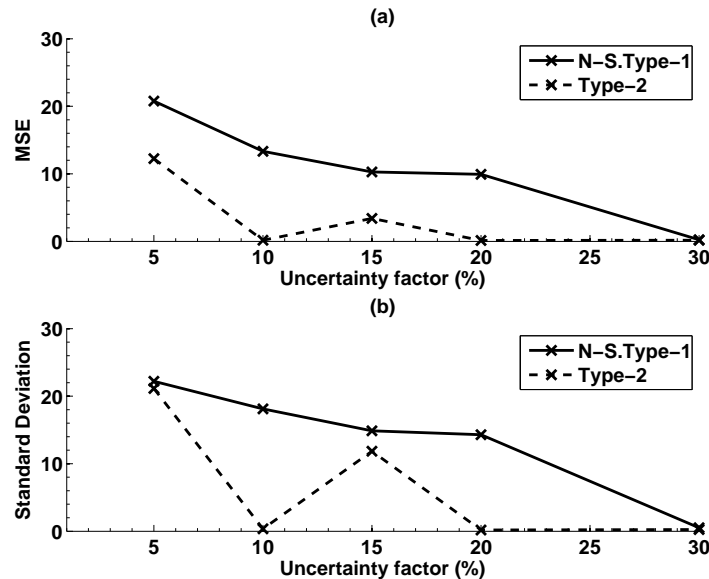 (a)
30
20
10
0
MSE
N-S.Type-1
Type-2
5 10 15 20 25 30
Uncertainty factor (%)
(b)
30
20
10
0
Standard Deviation
N-S.Type-1
Type-2
5 10 15 20 25 30
Uncertainty factor (%)